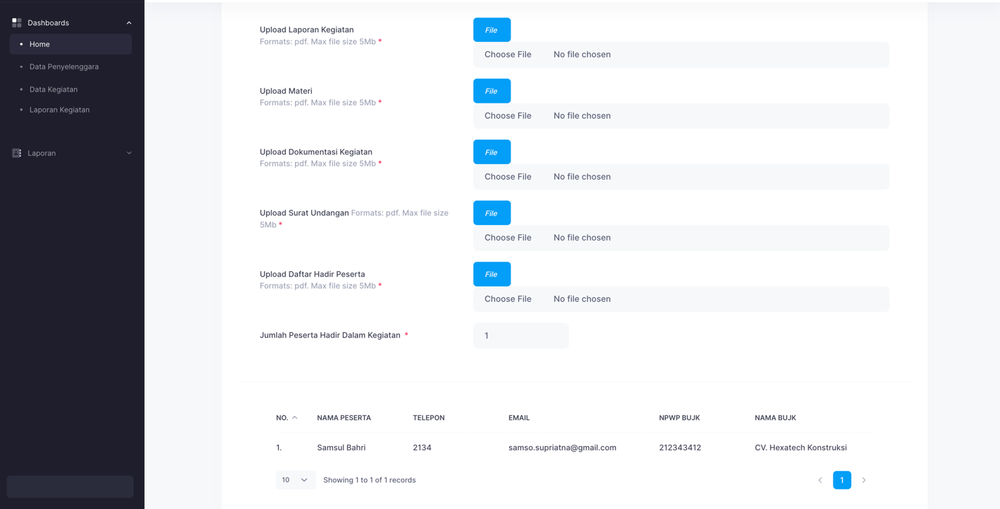 Dashboards
Home
Data Penyelenggara
Data Kegiatan
Laporan Kegiatan
Laporan
Upload Laporan Kegiatan
Formats: pdf. Max file size 5Mb *
File
Choose File No file chosen
Upload Materi
Formats: pdf. Max file size 5Mb *
File
Choose File No file chosen
Upload Dokumentasi Kegiatan
Formats: pdf. Max file size 5Mb *
File
Choose File No file chosen
Upload Surat Undangan Formats: pdf. Max file size
5Mb *
File
Choose File No file chosen
Upload Daftar Hadir Peserta
Formats: pdf. Max file size 5Mb *
File
Choose File No file chosen
Jumlah Peserta Hadir Dalam Kegiatan *
1
NO. NAMA PESERTA TELEPON EMAIL NPWP BUJK NAMA BUJK
1. Samsul Bahri 2134 samso.supriatna@gmail.com 212343412 CV. Hexatech Konstruksi
10 Showing 1 to 1 of 1 records 1